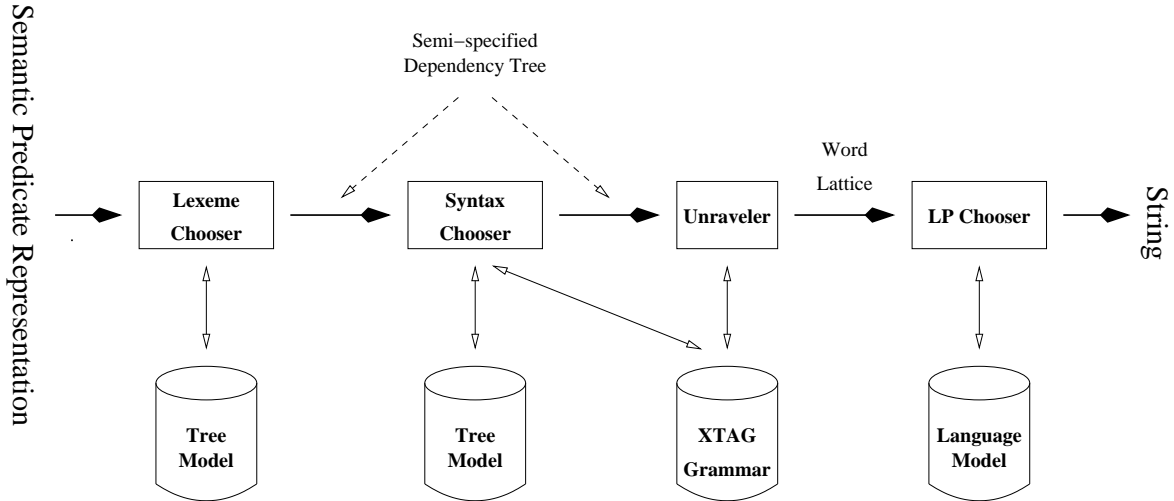 Semantic Predicate Representation
Semi−specified
Dependency Tree
Word
Lattice
Lexeme
Chooser
Syntax
Chooser
Unraveler
LP Chooser
String
Tree
Model
Tree
Model
XTAG
Grammar
Language
Model